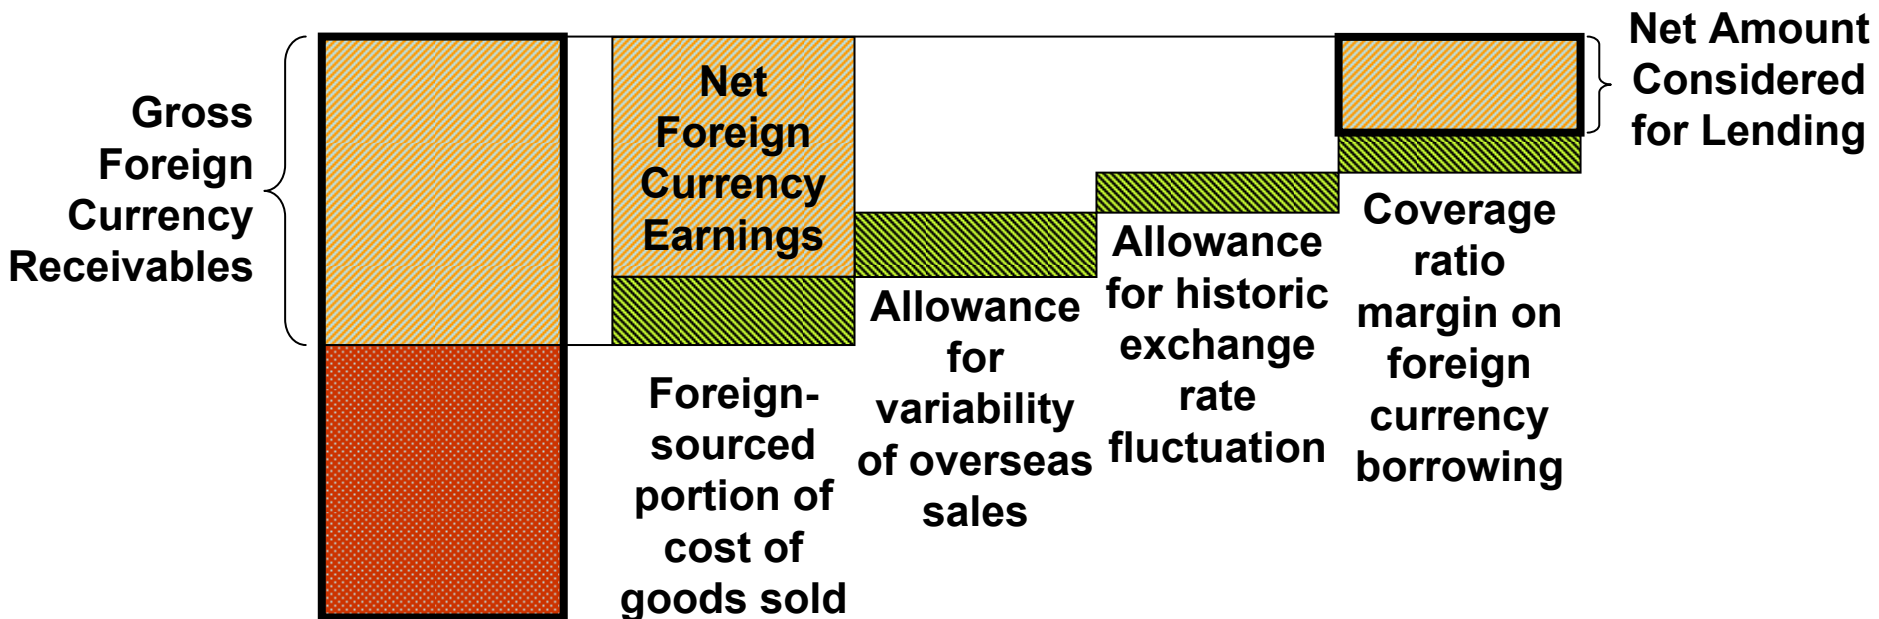 Gross
Foreign
Currency
Receivables
Net
Foreign
Currency
Earnings
Foreign-
sourced
portion of
cost of
goods sold
Allowance
for
variability
of overseas
sales
Allowance
for historic
exchange
rate
fluctuation
Coverage
ratio
margin on
foreign
currency
borrowing
Net Amount
Considered
for Lending